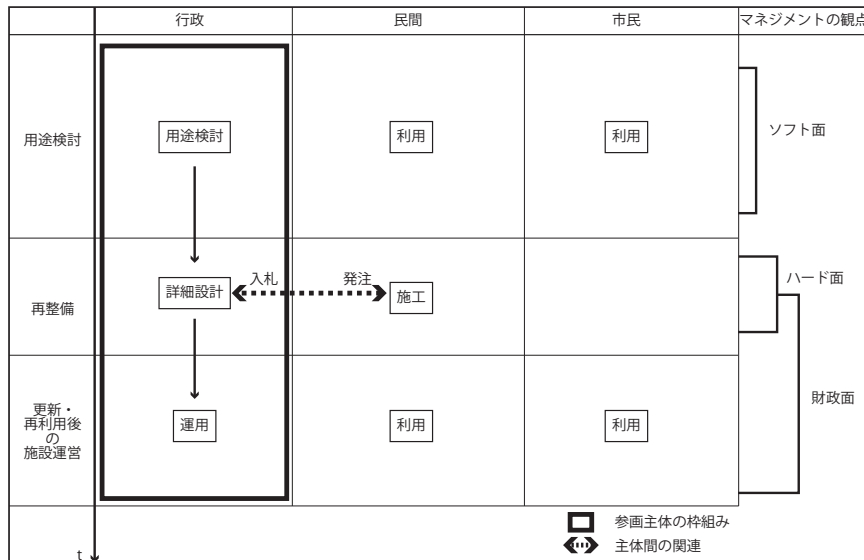 行政
民間
市民
マネジメントの観点
用途検討
用途検討
利用
利用
ソフト面
入札
発注
ハード面
再整備
詳細設計
施工
財政面
更新・
再利用後
の
施設運営
運用
利用
利用
参画主体の枠組み
主体間の関連
t